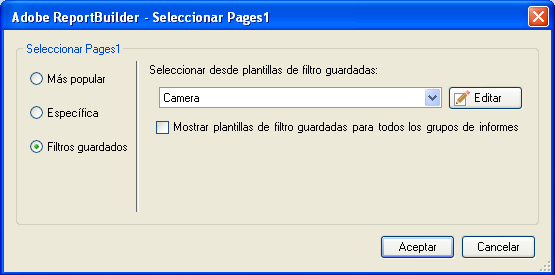 Adobe ReportBuilder - Seleccionar Pages1
Seleccionar Pages1
Más popular
Específica
Filtros guardados
Seleccionar desde plantillas de filtro guardadas:
Camera
Editar
Mostrar plantillas de filtro guardadas para todos los grupos de informes
Aceptar
Cancelar